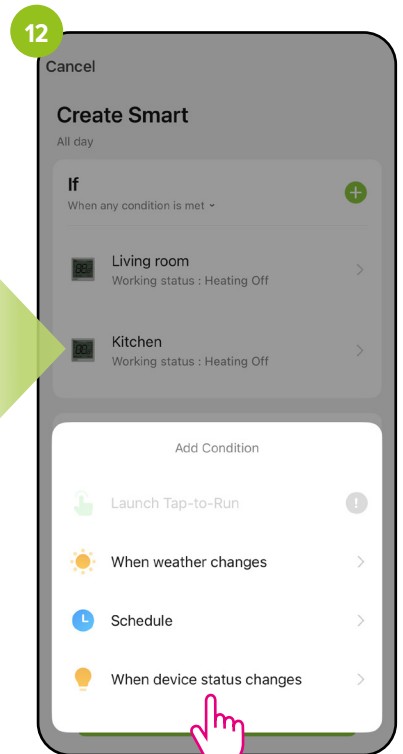 12
Cancel
Create Smart
All day
If
When any condition is met
Living room
Working status : Heating Off
Kitchen
Working status : Heating Off
Add Condition
Launch Tap-to-Run
When weather changes
Schedule
When device status changes